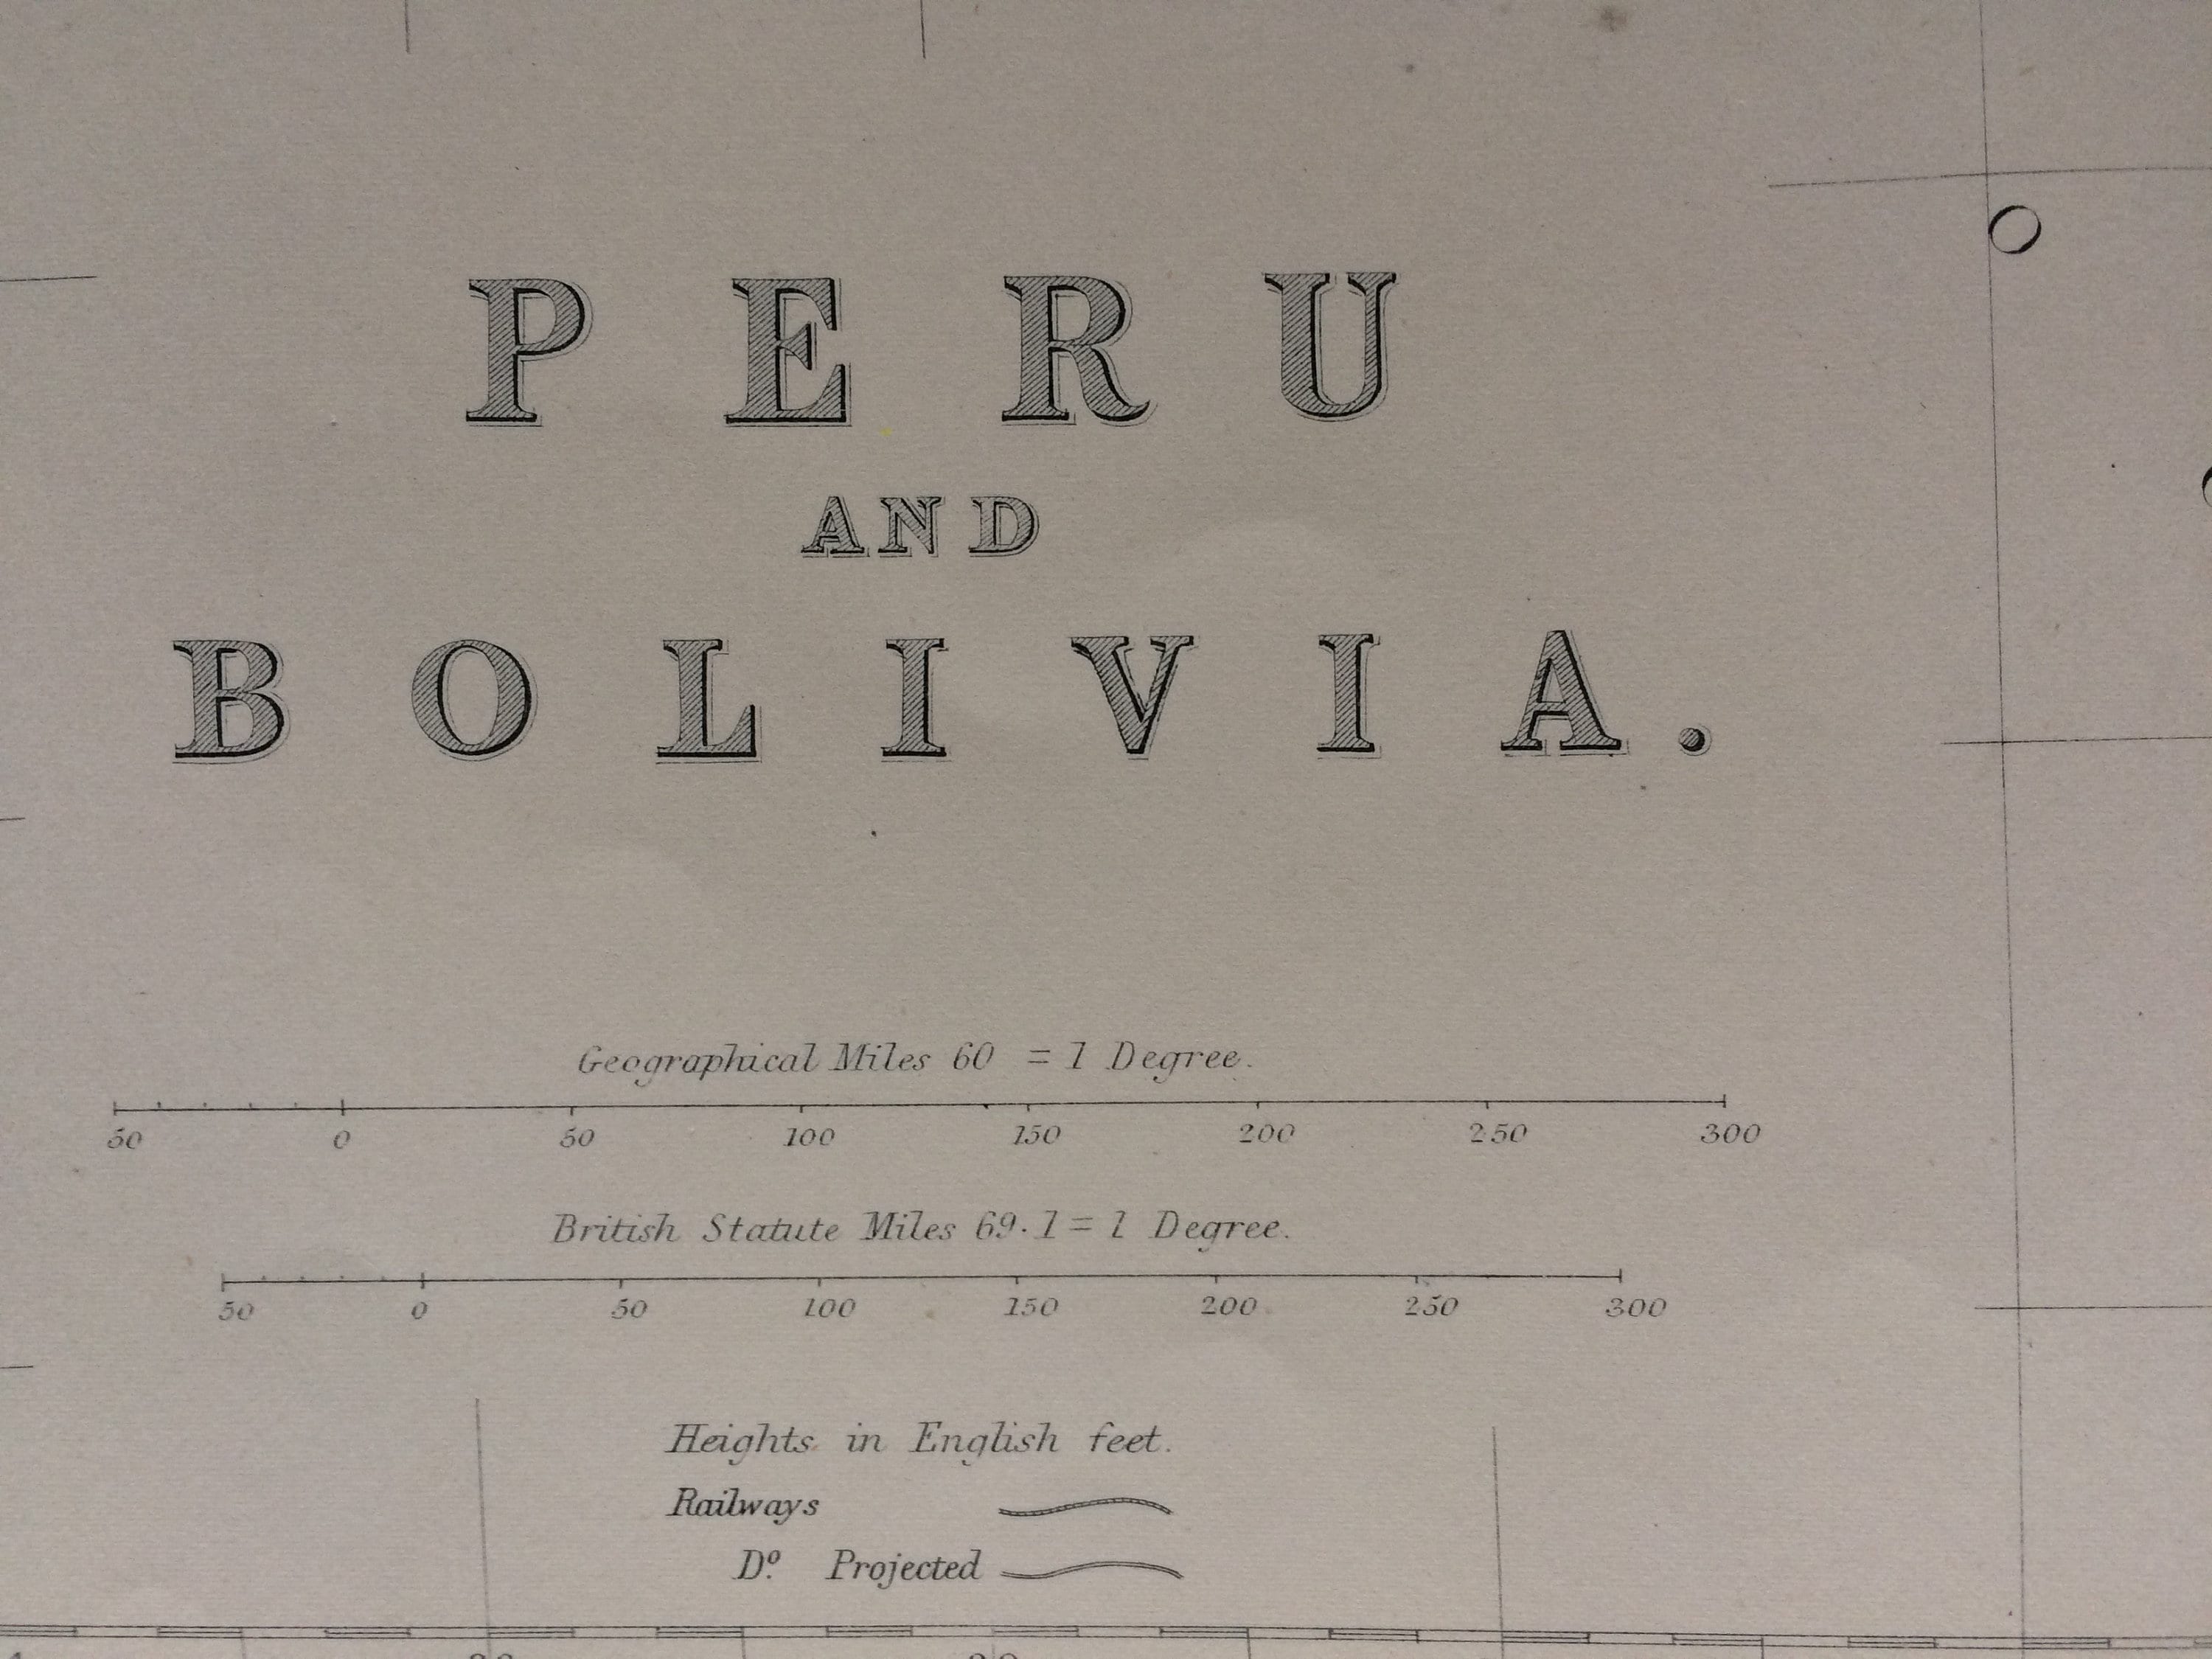 PERU
AND
BOLIVIA.
O
Geographical Miles 60 = 1 Degree.
50 0 50 100 150 200 250 300
British Statute Miles 69.1 = 1 Degree.
50 0 50 100 150 200 250 300
Heights in English feet.
Railways
Dº. Projected